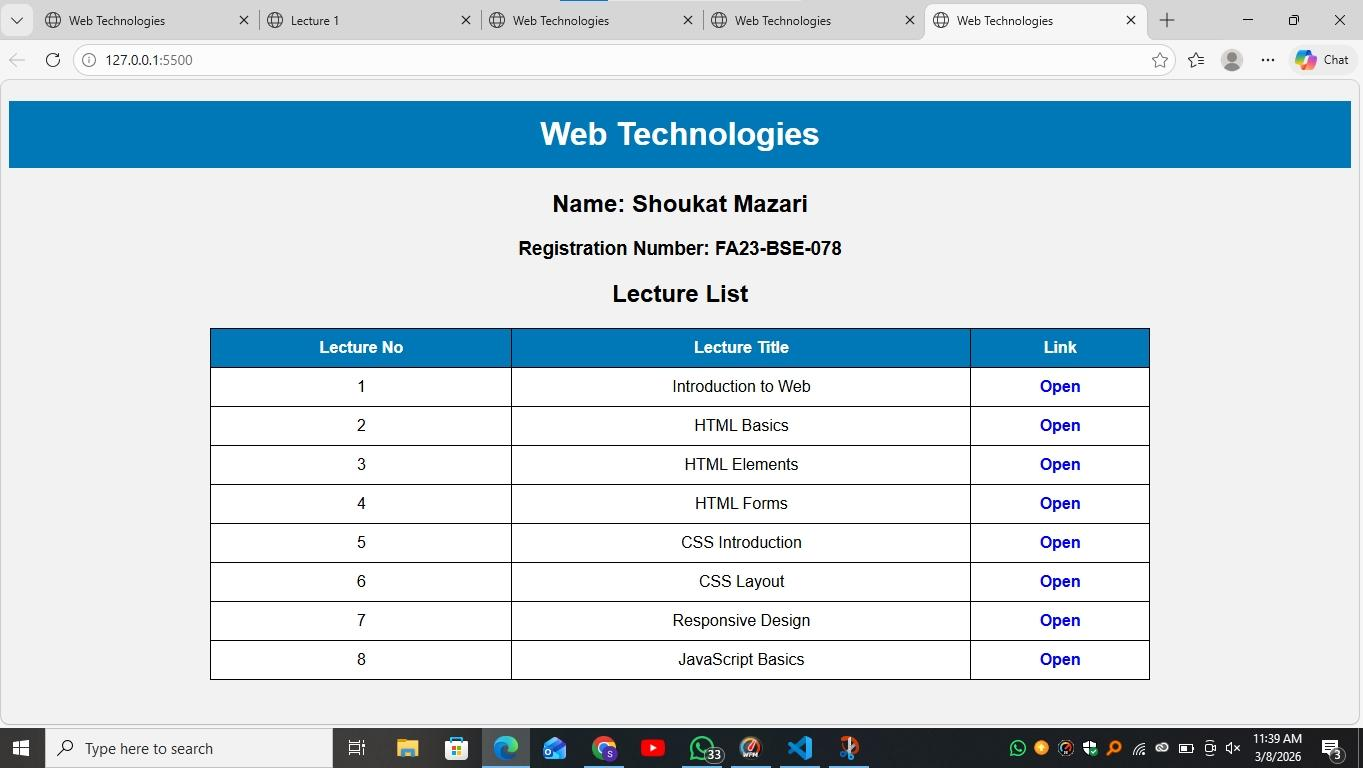 Web Technologies
Lecture 1
Web Technologies
Web Technologies
Web Technologies
127.0.0.1:5500
Chat
Web Technologies
Name: Shoukat Mazari
Registration Number: FA23-BSE-078
Lecture List
Lecture No Lecture Title Link
1 Introduction to Web Open
2 HTML Basics Open
3 HTML Elements Open
4 HTML Forms Open
5 CSS Introduction Open
6 CSS Layout Open
7 Responsive Design Open
8 JavaScript Basics Open
Type here to search
33
WPM
11:39 AM
3/8/2026
3